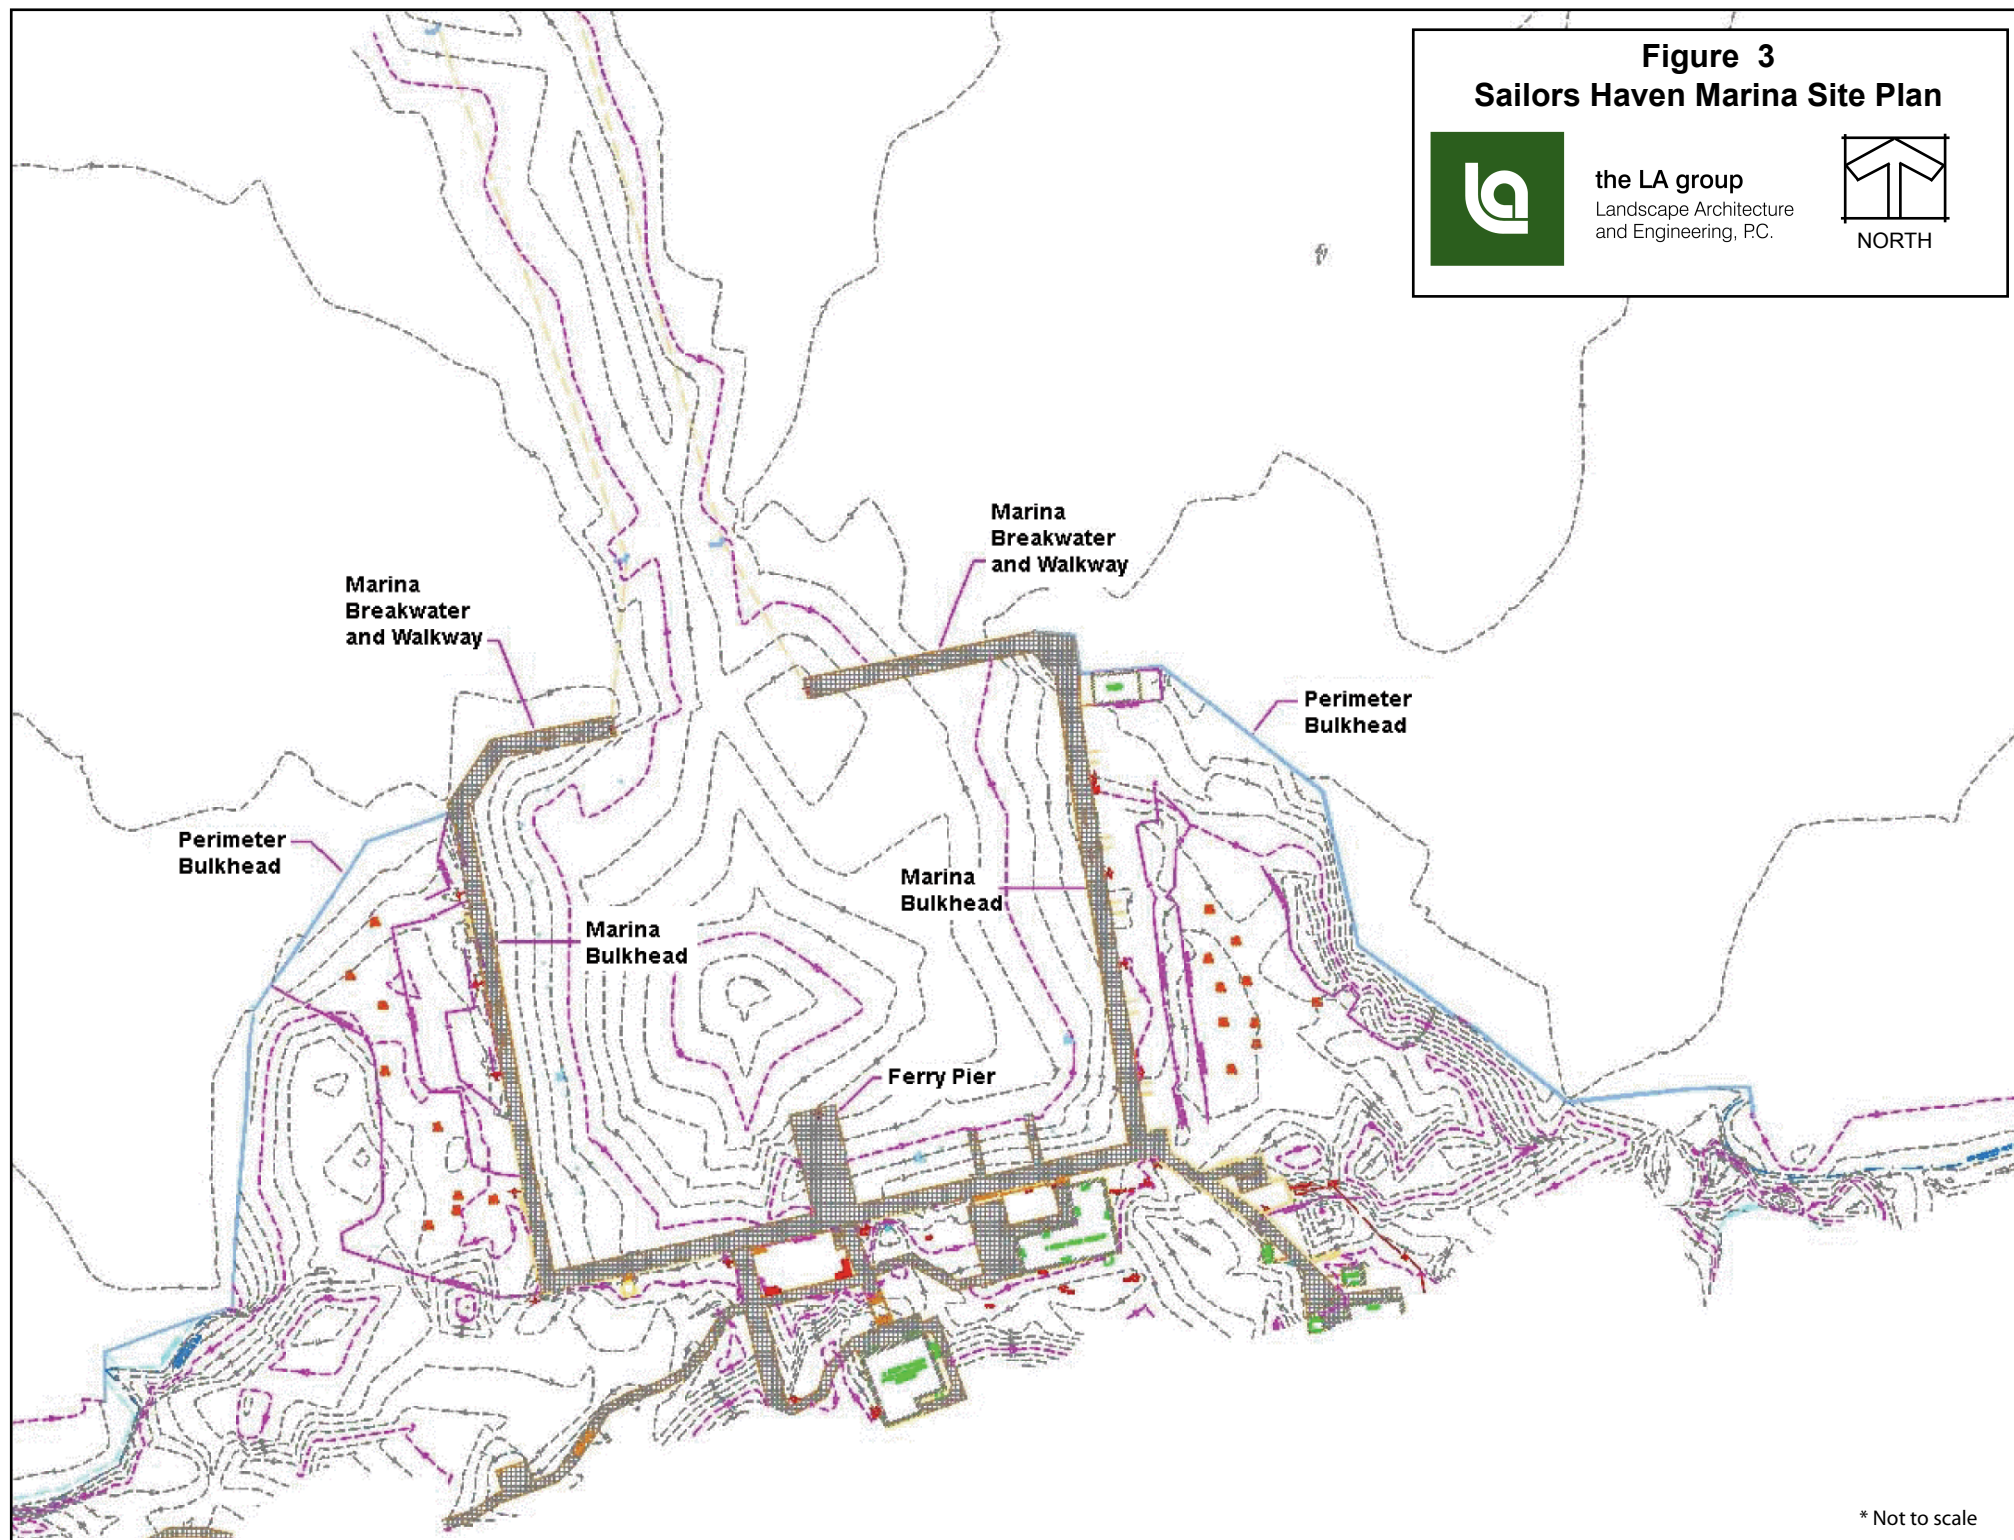 Figure 3
Sailors Haven Marina Site Plan
the LA group
Landscape Architecture
and Engineering, P.C.
NORTH
Marina
Breakwater
and Walkway
Marina
Breakwater
and Walkway
Perimeter
Bulkhead
Perimeter
Bulkhead
Marina
Bulkhead
Marina
Bulkhead
Ferry Pier
* Not to scale